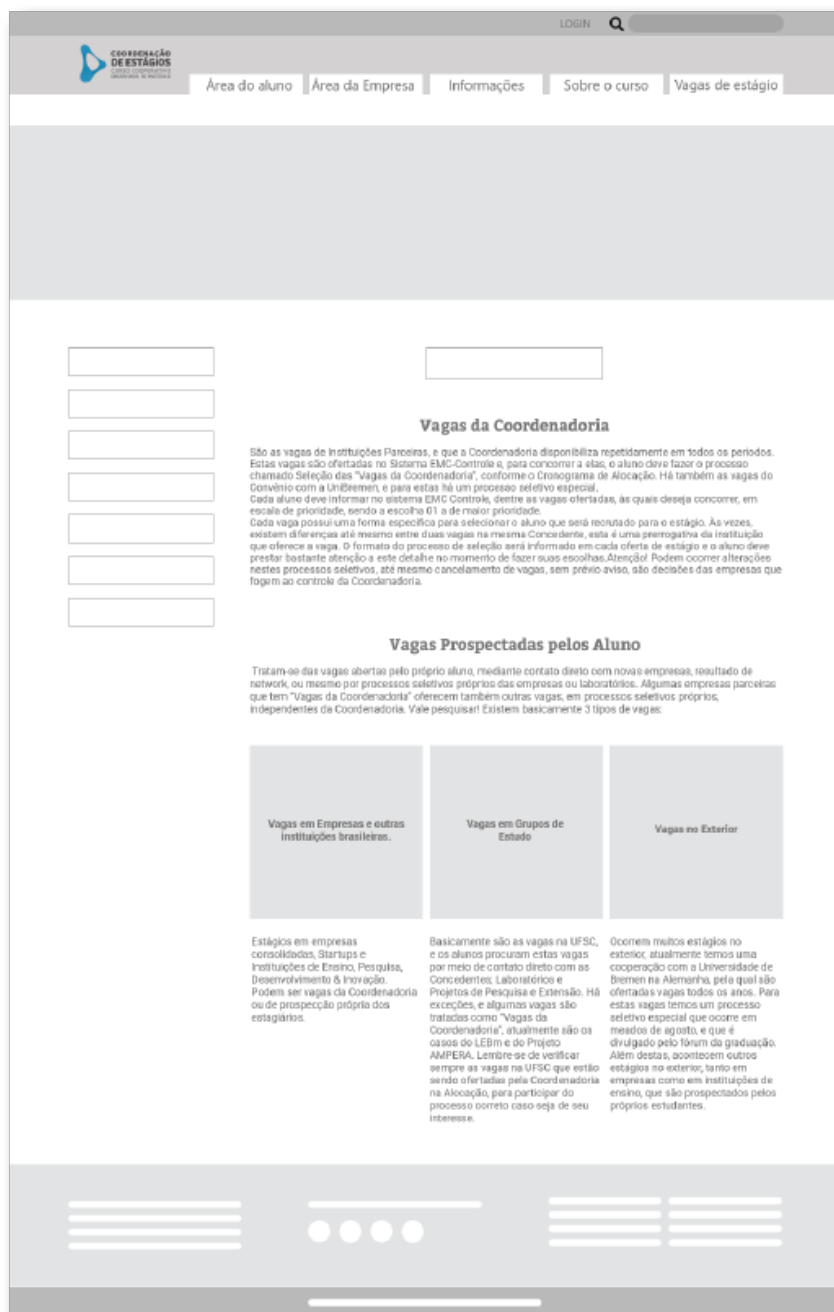 LOGIN
COORDENAÇÃO
DE ESTÁGIOS
CURSO COOPERATIVO
ENGENHARIA DE MATERIAIS
Área do aluno
Área da Empresa
Informações
Sobre o curso
Vagas de estágio
Vagas da Coordenadoria
São as vagas de Instituições Parceiras, e que a Coordenadoria disponibiliza repetidamente em todos os períodos.
Estas vagas são ofertadas no Sistema EMC-Controle e, para concorrer a elas, o aluno deve fazer o processo
chamado Seleção das "Vagas da Coordenadoria", conforme o Cronograma de Alocação. Há também as vagas do
Convênio com a UniBremen, e para estas há um processo seletivo especial.
Cada aluno deve informar no sistema EMC Controle, dentre as vagas ofertadas, às quais deseja concorrer, em
escala de prioridade, sendo a escolha 01 a de maior prioridade.
Cada vaga possui uma forma específica para selecionar o aluno que será recrutado para o estágio. Às vezes,
existem diferenças até mesmo entre duas vagas na mesma Concedente, esta é uma prerrogativa da instituição
que oferece a vaga. O formato do processo de seleção será informado em cada oferta de estágio e o aluno deve
prestar bastante atenção a este detalhe no momento de fazer suas escolhas.Atenção! Podem ocorrer alterações
nestes processos seletivos, até mesmo cancelamento de vagas, sem prévio aviso, são decisões das empresas que
fogem ao controle da Coordenadoria.
Vagas Prospectadas pelos Aluno
Tratam-se das vagas abertas pelo próprio aluno, mediante contato direto com novas empresas, resultado de
network, ou mesmo por processos seletivos próprios das empresas ou laboratórios. Algumas empresas parceiras
que tem "Vagas da Coordenadoria" oferecem também outras vagas, em processos seletivos próprios,
independentes da Coordenadoria. Vale pesquisar! Existem basicamente 3 tipos de vagas:
Vagas em Empresas e outras
instituições brasileiras.
Vagas em Grupos de
Estudo
Vagas no Exterior
Estágios em empresas
consolidadas, Startups e
Instituições de Ensino, Pesquisa,
Desenvolvimento & Inovação.
Podem ser vagas da Coordenadoria
ou de prospecção própria dos
estagiários.
Basicamente são as vagas na UFSC,
e os alunos procuram estas vagas
por meio de contato direto com as
Concedentes; Laboratórios e
Projetos de Pesquisa e Extensão. Há
exceções, e algumas vagas são
tratadas como "Vagas da
Coordenadoria", atualmente são os
casos do LEBm e do Projeto
AMPERA. Lembre-se de verificar
sempre as vagas na UFSC que estão
sendo ofertadas pela Coordenadoria
na Alocação, para participar do
processo correto caso seja de seu
interesse.
Ocorrem muitos estágios no
exterior, atualmente temos uma
cooperação com a Universidade de
Bremen na Alemanha, pela qual são
ofertadas vagas todos os anos. Para
estas vagas temos um processo
seletivo especial que ocorre em
meados de agosto, e que é
divulgado pelo fórum da graduação.
Além destas, acontecem outros
estágios no exterior, tanto em
empresas como em instituições de
ensino, que são prospectados pelos
próprios estudantes.